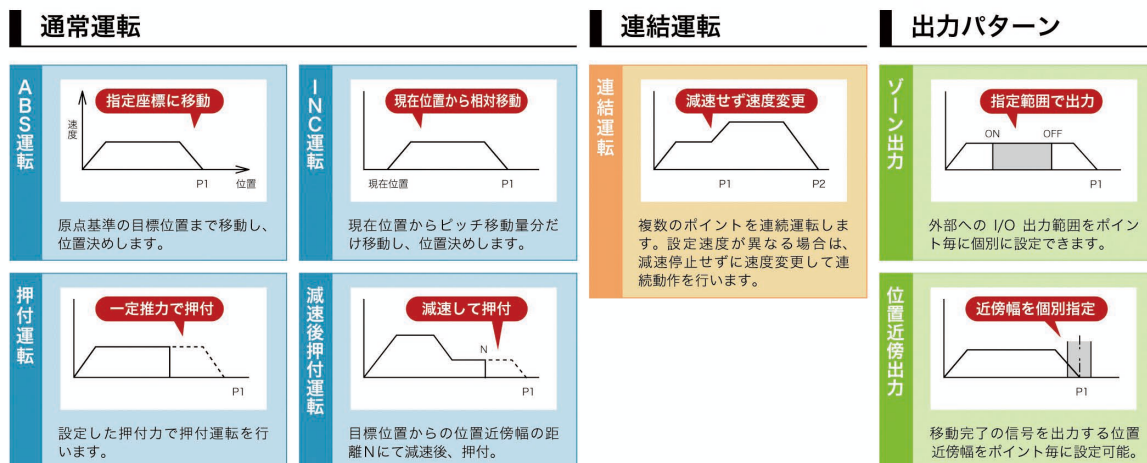 通常運転
ABS運転
指定座標に移動
速度
P1
位置
原点基準の目標位置まで移動し、
位置決めします。
INC運転
現在位置から相対移動
現在位置
P1
現在位置からピッチ移動量分だ
け移動し、位置決めします。
押付運転
一定推力で押付
P1
設定した押付力で押付運転を行
います。
減速後押付運転
減速して押付
N
P1
目標位置からの位置近傍幅の距
離Nにて減速後、押付。
連結運転
連結運転
減速せず速度変更
P1
P2
複数のポイントを連続運転しま
す。設定速度が異なる場合は、
減速停止せずに速度変更して連
続動作を行います。
出力パターン
ゾーン出力
指定範囲で出力
ON
OFF
P1
外部への I/O 出力範囲をポイン
ト毎に個別に設定できます。
位置近傍出力
近傍幅を個別指定
P1
移動完了の信号を出力する位置
近傍幅をポイント毎に設定可能。